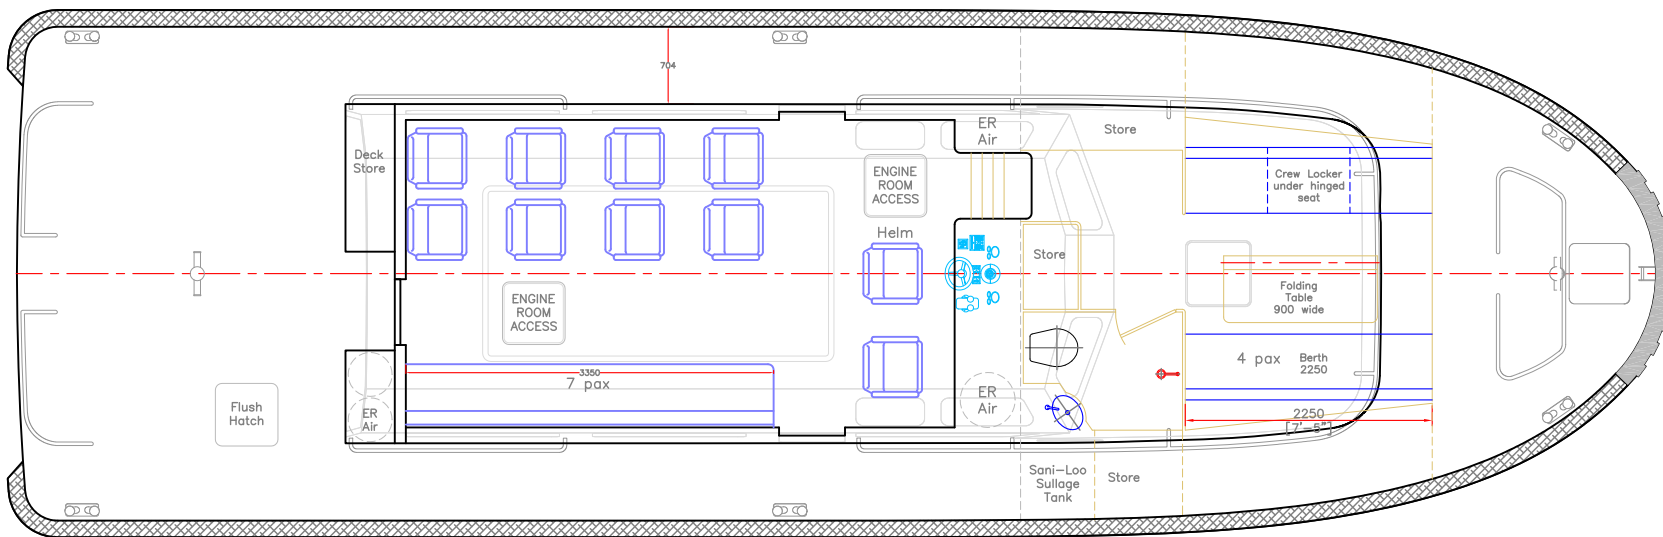 704
Deck
Store
ER
Air
Store
ENGINE
ROOM
ACCESS
Crew Locker
under hinged
seat
Helm
Store
ENGINE
ROOM
ACCESS
Folding
Table
900 wide
3350
7 pax
4 pax
Berth
2250
Flush
Hatch
ER
Air
ER
Air
2250
[7'-5"]
Sani-Loo
Sullage
Tank
Store